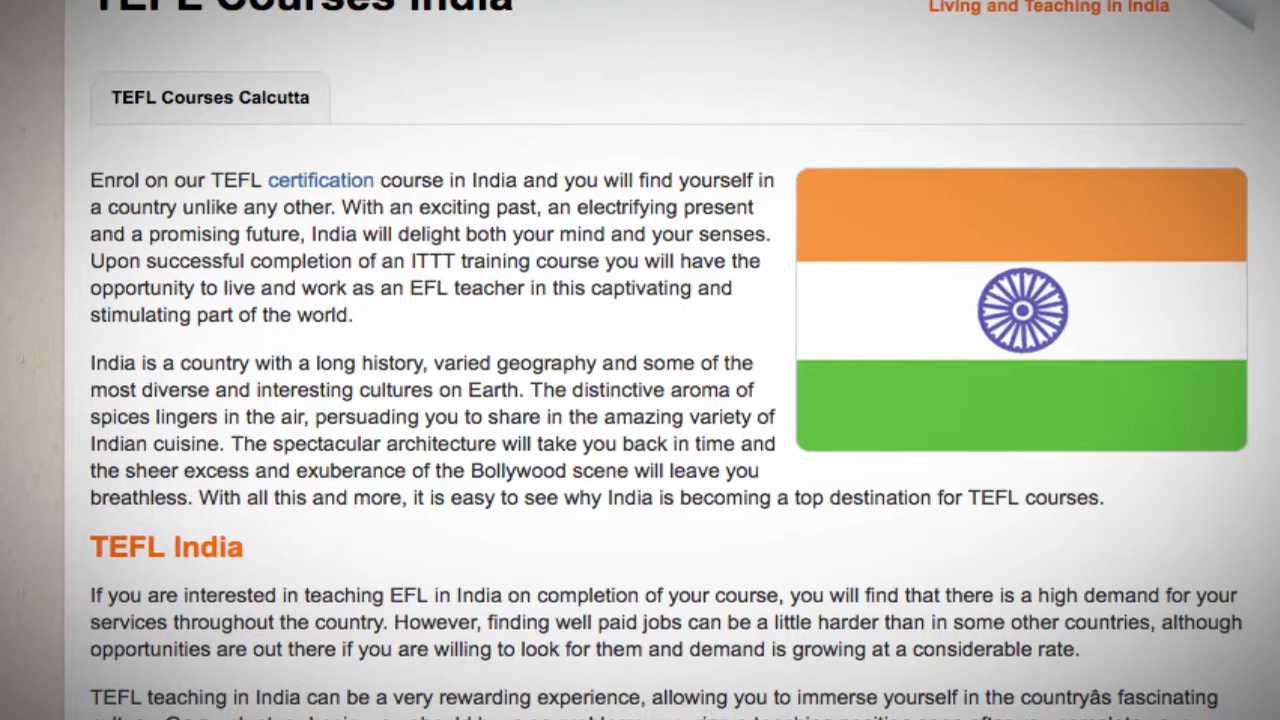 TEFL Courses India
Living and Teaching in India
TEFL Courses Calcutta
Enrol on our TEFL certification course in India and you will find yourself in
a country unlike any other. With an exciting past, an electrifying present
and a promising future, India will delight both your mind and your senses.
Upon successful completion of an ITTT training course you will have the
opportunity to live and work as an EFL teacher in this captivating and
stimulating part of the world.
India is a country with a long history, varied geography and some of the
most diverse and interesting cultures on Earth. The distinctive aroma of
spices lingers in the air, persuading you to share in the amazing variety of
Indian cuisine. The spectacular architecture will take you back in time and
the sheer excess and exuberance of the Bollywood scene will leave you
breathless. With all this and more, it is easy to see why India is becoming a top destination for TEFL courses.
TEFL India
If you are interested in teaching EFL in India on completion of your course, you will find that there is a high demand for your
services throughout the country. However, finding well paid jobs can be a little harder than in some other countries, although
opportunities are out there if you are willing to look for them and demand is growing at a considerable rate.
TEFL teaching in India can be a very rewarding experience, allowing you to immerse yourself in the countryâs fascinating